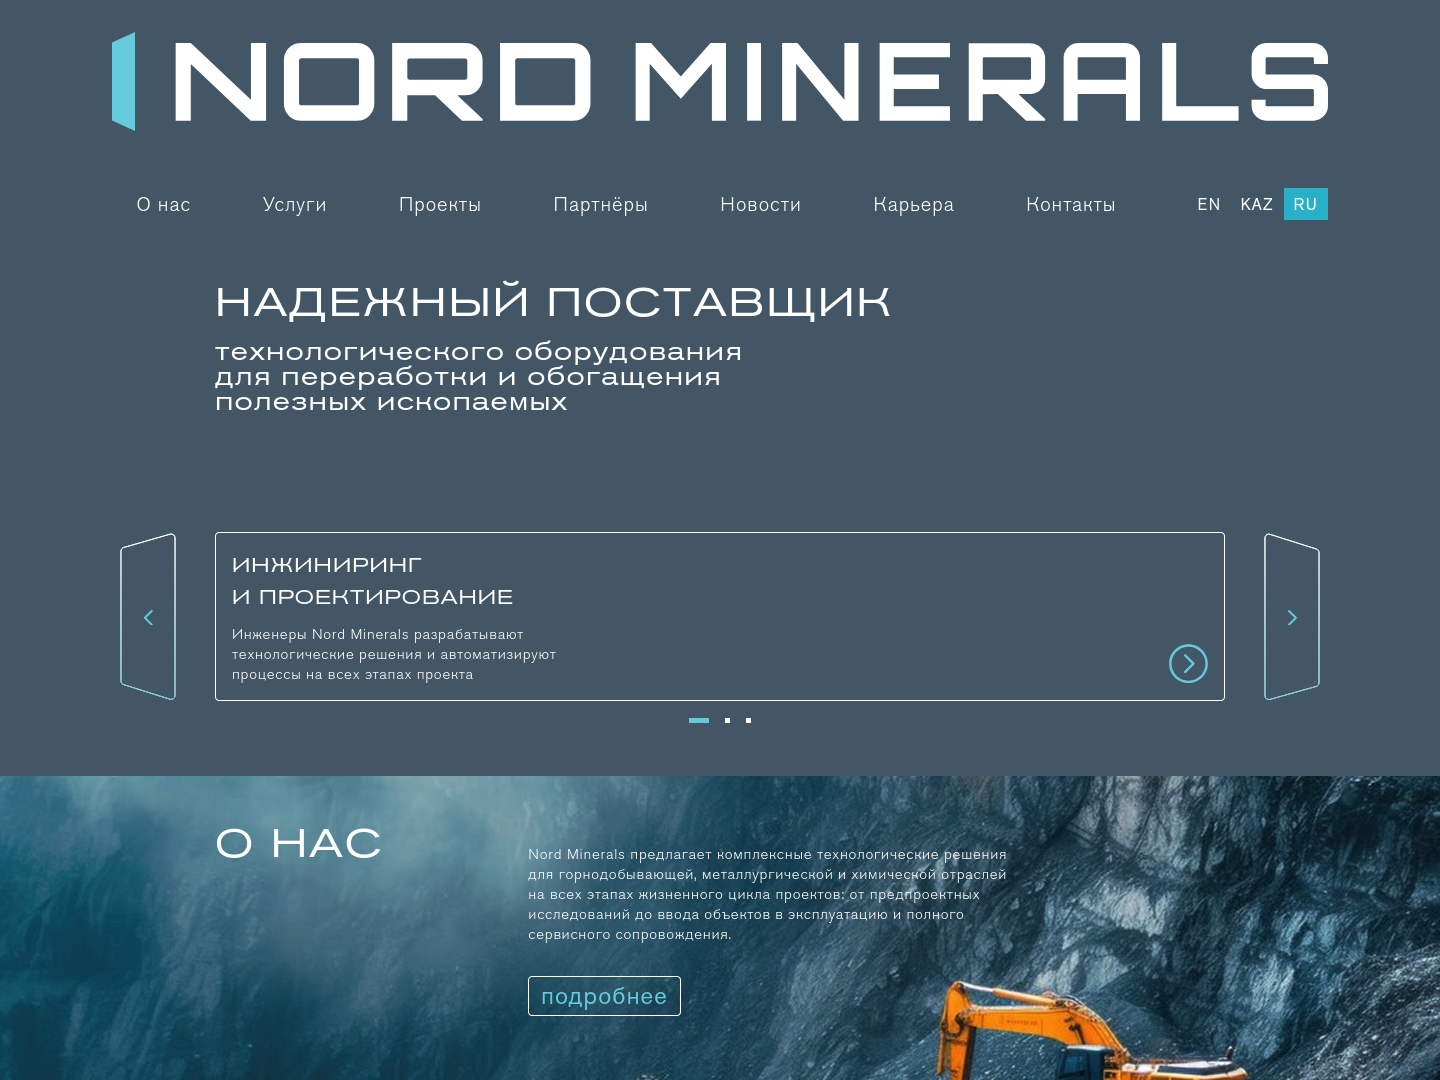 NORD MINERALS
О нас Услуги Проекты Партнёры Новости Карьера Контакты EN KAZ RU
НАДЕЖНЫЙ ПОСТАВЩИК
технологического оборудования
для переработки и обогащения
полезных ископаемых
ИНЖИНИРИНГ
И ПРОЕКТИРОВАНИЕ
Инженеры Nord Minerals разрабатывают
технологические решения и автоматизируют
процессы на всех этапах проекта
О НАС
Nord Minerals предлагает комплексные технологические решения
для горнодобывающей, металлургической и химической отраслей
на всех этапах жизненного цикла проектов: от предпроектных
исследований до ввода объектов в эксплуатацию и полного
сервисного сопровождения.
подробнее